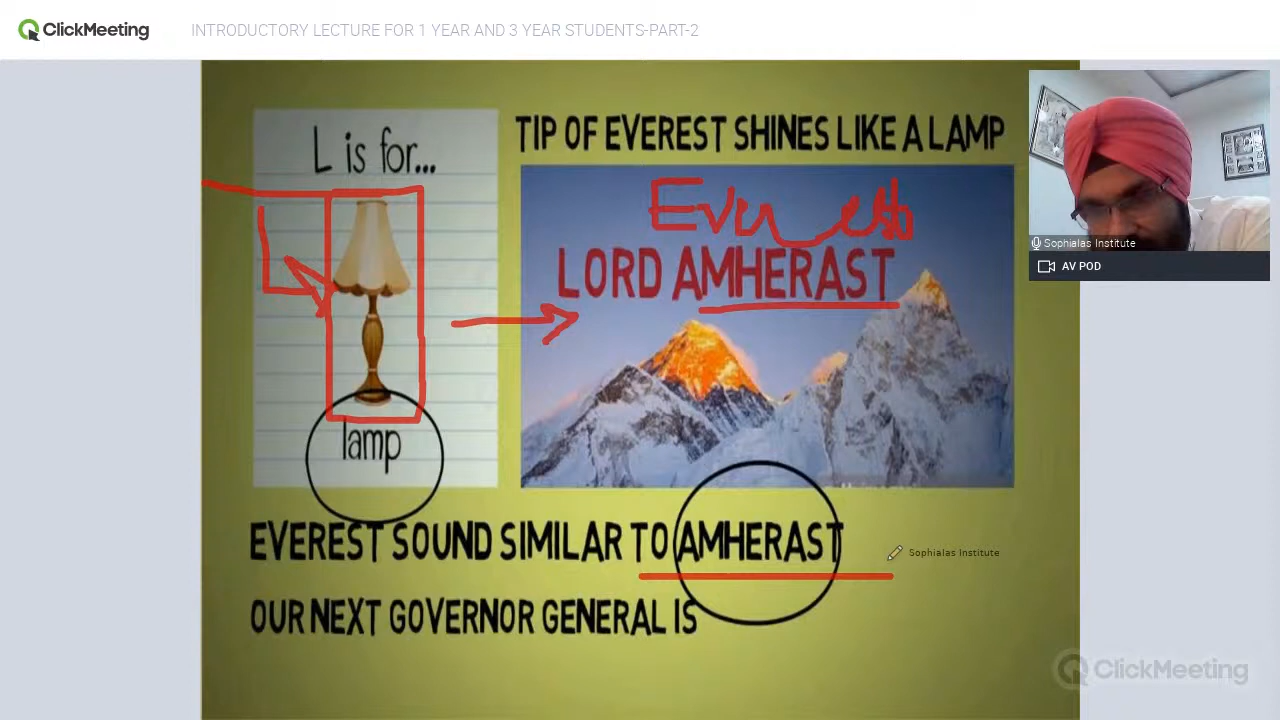 ClickMeeting
INTRODUCTORY LECTURE FOR 1 YEAR AND 3 YEAR STUDENTS-PART-2
L is for...
lamp
TIP OF EVEREST SHINES LIKE A LAMP
Everest
LORD AMHERAST
EVEREST SOUND SIMILAR TO AMHERAST
OUR NEXT GOVERNOR GENERAL IS
Sophialas Institute
Sophialas Institute
AV POD
ClickMeeting